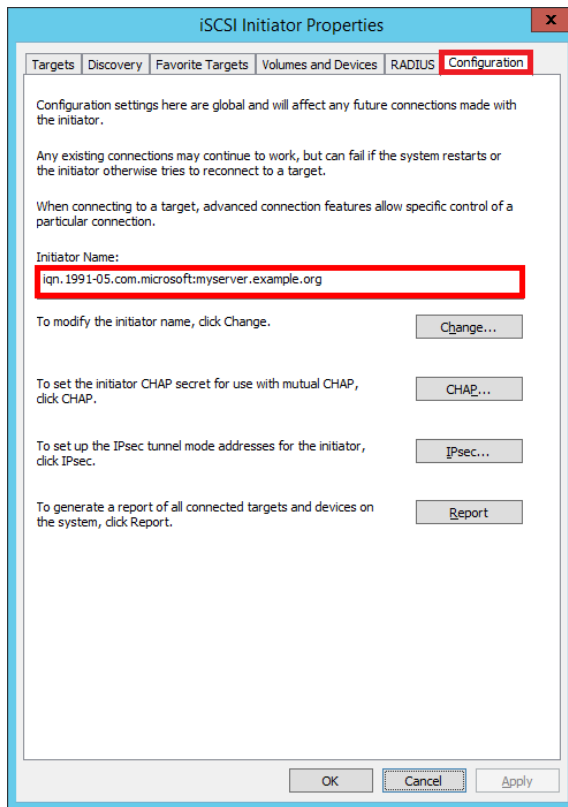 iSCSI Initiator Properties
x
Targets Discovery Favorite Targets Volumes and Devices RADIUS Configuration
Configuration settings here are global and will affect any future connections made with
the initiator.
Any existing connections may continue to work, but can fail if the system restarts or
the initiator otherwise tries to reconnect to a target.
When connecting to a target, advanced connection features allow specific control of a
particular connection.
Initiator Name:
iqn.1991-05.com.microsoft:myserver.example.org
To modify the initiator name, click Change.
Change...
To set the initiator CHAP secret for use with mutual CHAP,
click CHAP.
CHAP...
To set up the IPsec tunnel mode addresses for the initiator,
click IPsec.
IPsec...
To generate a report of all connected targets and devices on
the system, click Report.
Report
OK Cancel Apply